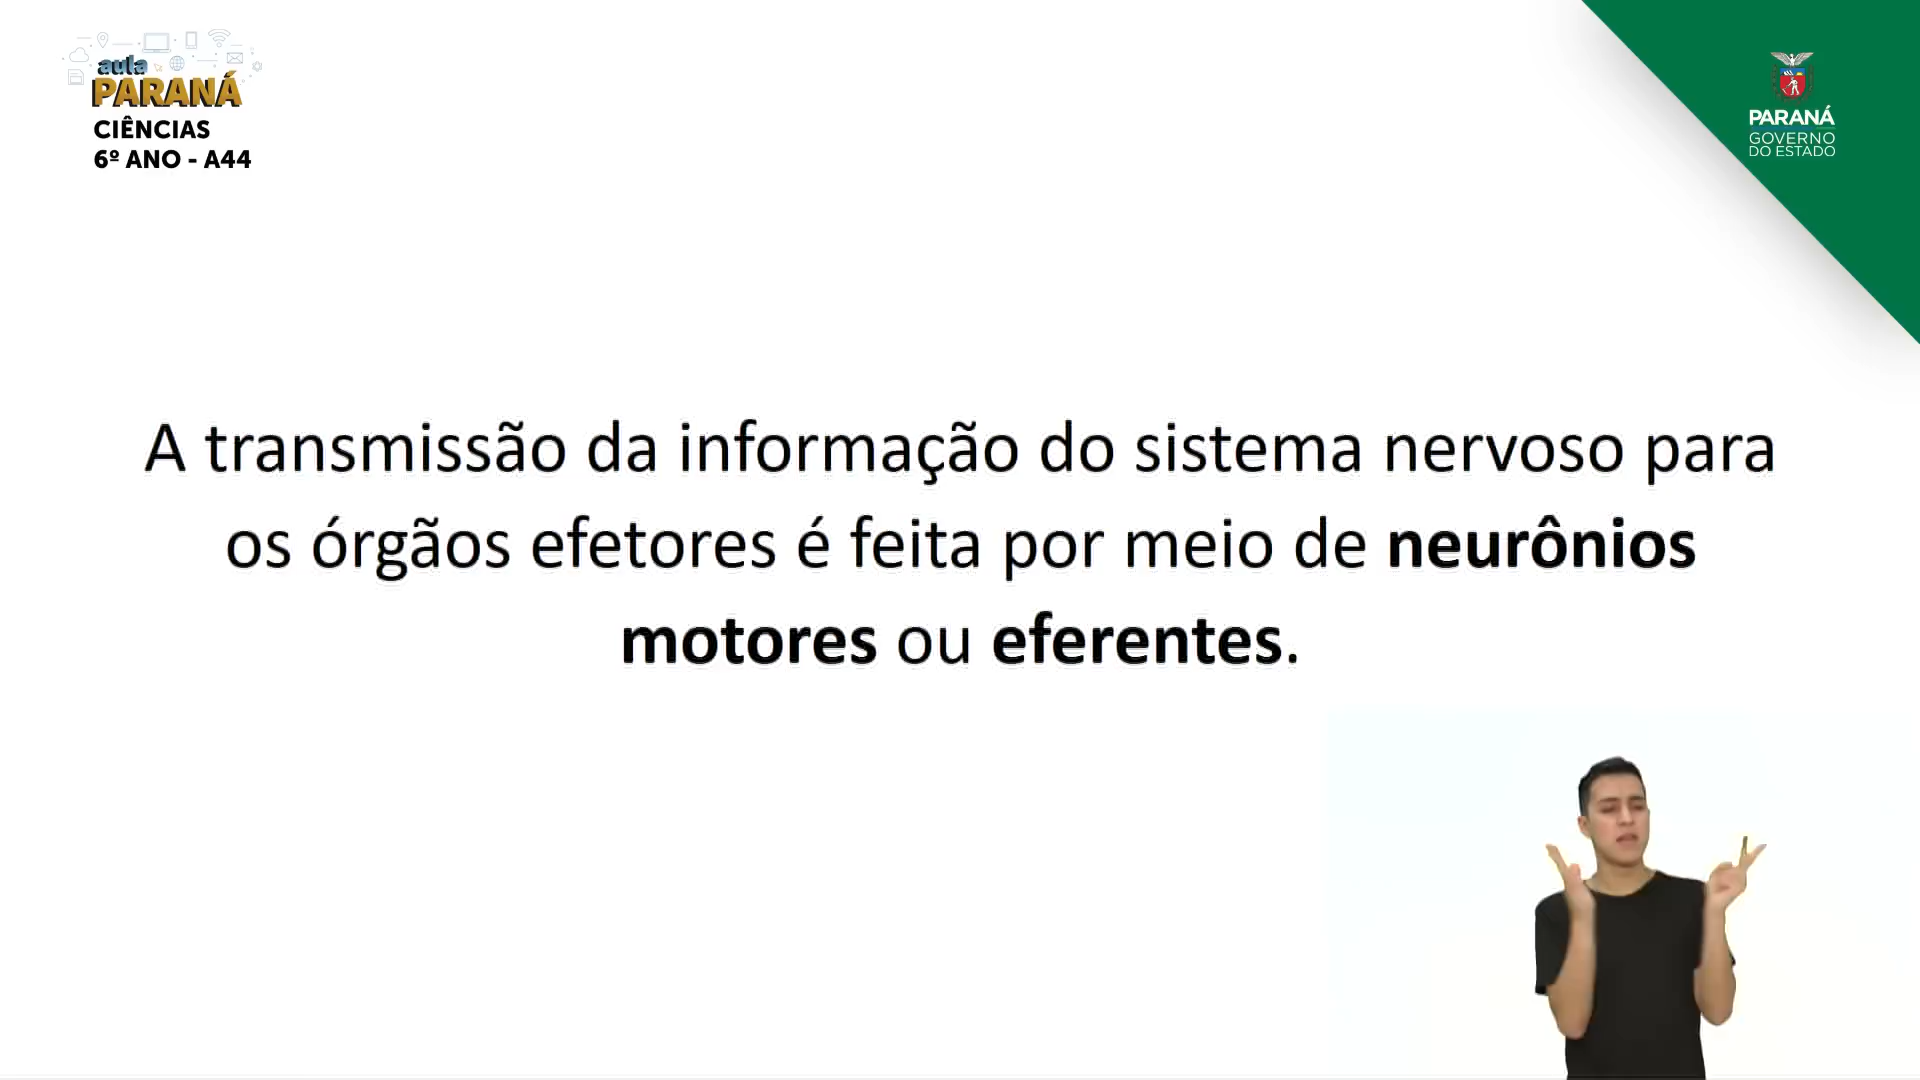 aula
PARANÁ
CIÊNCIAS
6º ANO - A44
PARANÁ
GOVERNO
DO ESTADO
A transmissão da informação do sistema nervoso para
os órgãos efetores é feita por meio de neurônios
motores ou eferentes.